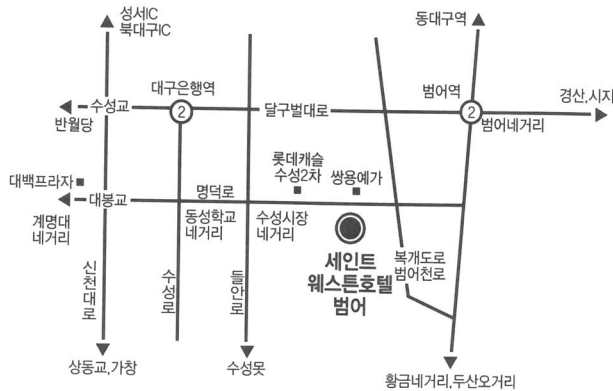 성서IC
북대구IC
동대구역
대구은행역
범어역
수성교
2
달구벌대로
2
경산,시지
반월당
범어네거리
롯데캐슬
수성2차
쌍용예가
대백프라자
명덕로
대봉교
계명대
네거리
동성학교
네거리
수성시장
네거리
세인트
웨스튼호텔
범어
복개도로
범어천로
신천대로
수성로
들안로
상동교,가창
수성못
황금네거리,두산오거리